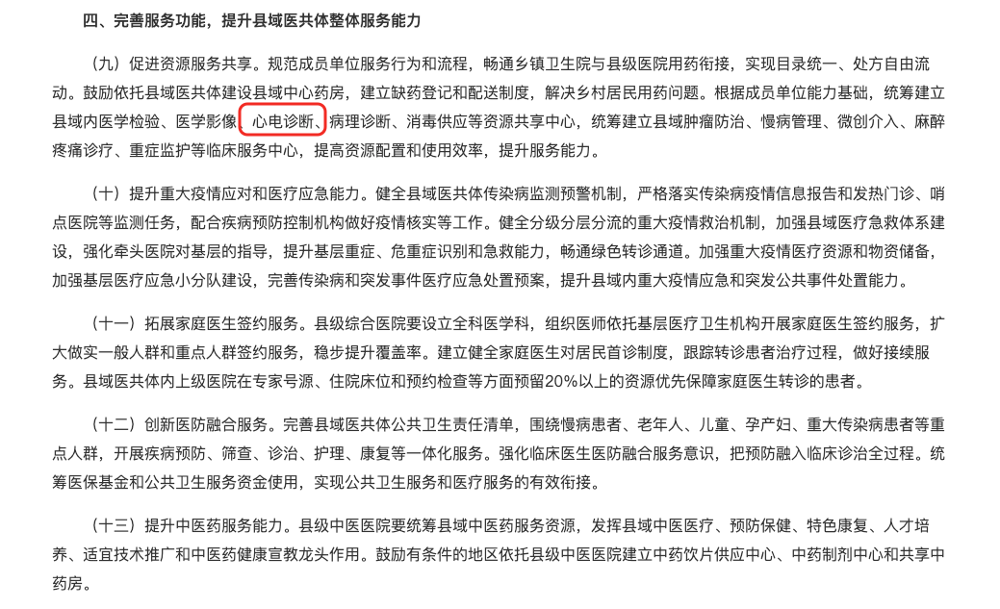 四、完善服务功能，提升县域医共体整体服务能力
（九）促进资源服务共享。规范成员单位服务行为和流程，畅通乡镇卫生院与县级医院用药衔接，实现目录统一、处方自由流
动。鼓励依托县域医共体建设县域中心药房，建立缺药登记和配送制度，解决乡村居民用药问题。根据成员单位能力基础，统筹建立
县域内医学检验、医学影像、心电诊断、病理诊断、消毒供应等资源共享中心，统筹建立县域肿瘤防治、慢病管理、微创介入、麻醉
疼痛诊疗、重症监护等临床服务中心，提高资源配置和使用效率，提升服务能力。
（十）提升重大疫情应对和医疗应急能力。健全县域医共体传染病监测预警机制，严格落实传染病疫情信息报告和发热门诊、哨
点医院等监测任务，配合疾病预防控制机构做好疫情核实等工作。健全分级分层分流的重大疫情救治机制，加强县域医疗急救体系建
设，强化牵头医院对基层的指导，提升基层重症、危重症识别和急救能力，畅通绿色转诊通道。加强重大疫情医疗资源和物资储备，
加强基层医疗应急小分队建设，完善传染病和突发事件医疗应急处置预案，提升县域内重大疫情应急和突发公共事件处置能力。
（十一）拓展家庭医生签约服务。县级综合医院要设立全科医学科，组织医师依托基层医疗卫生机构开展家庭医生签约服务，扩
大做实一般人群和重点人群签约服务，稳步提升覆盖率。建立健全家庭医生对居民首诊制度，跟踪转诊患者治疗过程，做好接续服
务。县域医共体内上级医院在专家号源、住院床位和预约检查等方面预留20%以上的资源优先保障家庭医生转诊的患者。
（十二）创新医防融合服务。完善县域医共体公共卫生责任清单，围绕慢病患者、老年人、儿童、孕产妇、重大传染病患者等重
点人群，开展疾病预防、筛查、诊治、护理、康复等一体化服务。强化临床医生医防融合服务意识，把预防融入临床诊治全过程。统
筹医保基金和公共卫生服务资金使用，实现公共卫生服务和医疗服务的有效衔接。
（十三）提升中医药服务能力。县级中医医院要统筹县域中医药服务资源，发挥县域中医医疗、预防保健、特色康复、人才培
养、适宜技术推广和中医药健康宣教龙头作用。鼓励有条件的地区依托县级中医医院建立中药饮片供应中心、中药制剂中心和共享中
药房。